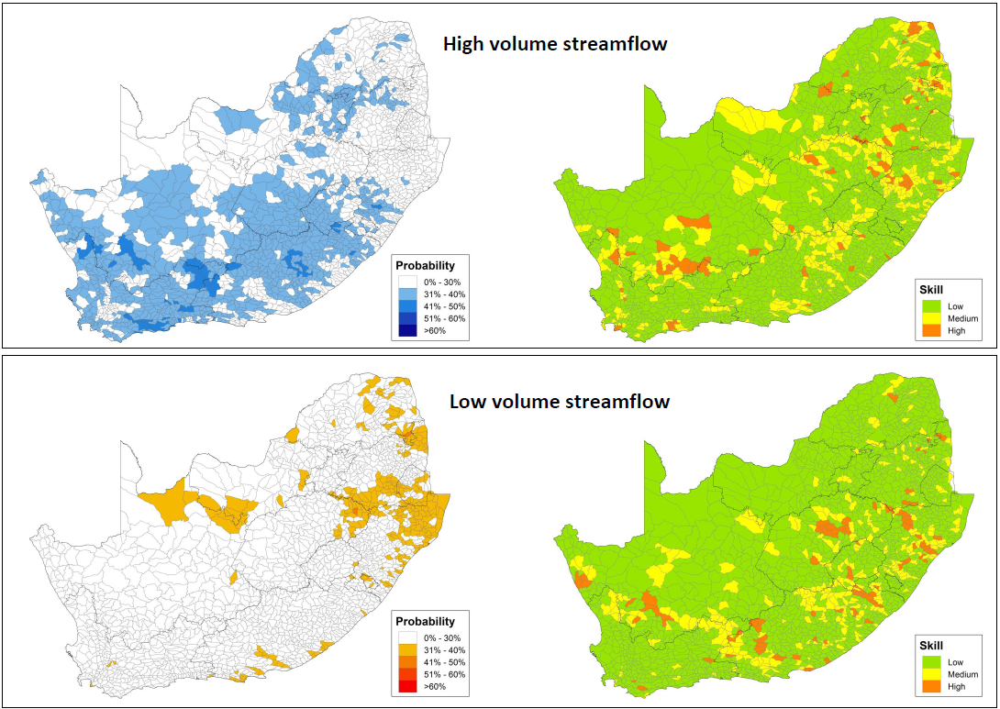 High volume streamflow
Probability
0% - 30%
31% - 40%
41% - 50%
51% - 60%
>60%
Skill
Low
Medium
High
Low volume streamflow
Probability
0% - 30%
31% - 40%
41% - 50%
51% - 60%
>60%
Skill
Low
Medium
High